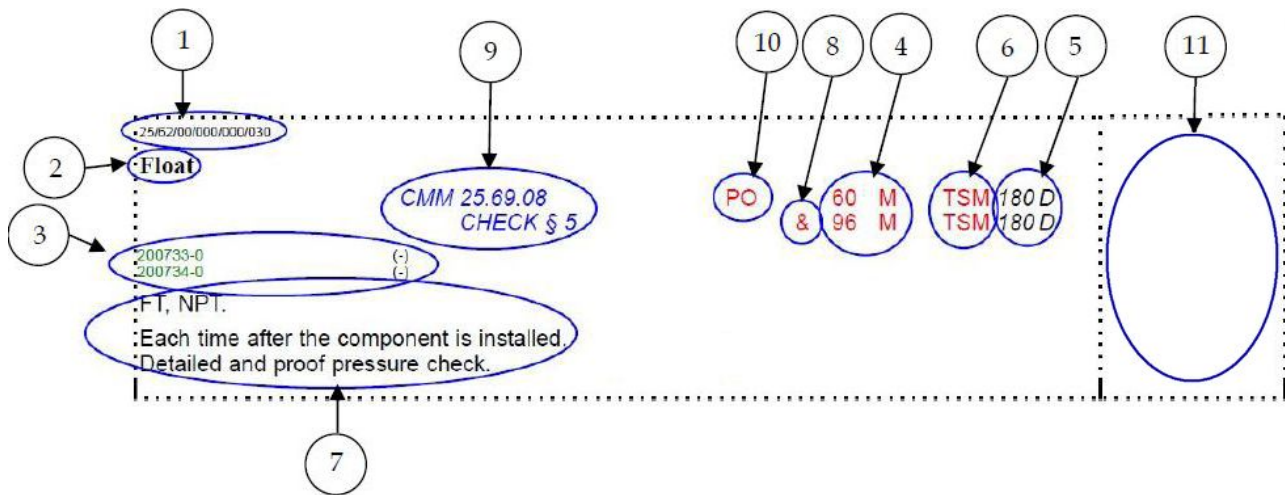 1
9
10
8
4
6
5
11
25/62/00/000/000/030
2
Float
CMM 25.69.08 PO 60 M TSM 180 D
CHECK § 5 & 96 M TSM 180 D
3
200733-0 (-)
200734-0 (-)
FT, NPT.
Each time after the component is installed.
Detailed and proof pressure check.
7